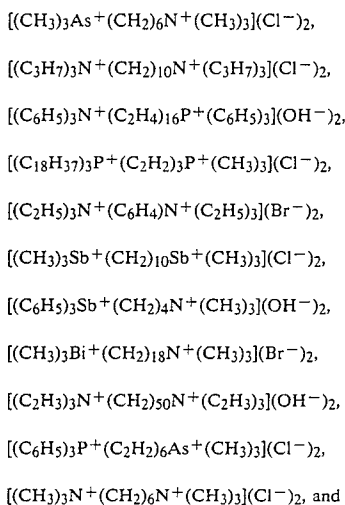 [(CH3)3As+(CH2)6N+(CH3)3](Cl−)2,
[(C3H7)3N+(CH2)10N+(C3H7)3](Cl−)2,
[(C6H5)3N+(C2H4)16P+(C6H5)3](OH−)2,
[(C18H37)3P+(C2H2)3P+(CH3)3](Cl−)2,
[(C2H5)3N+(C6H4)N+(C2H5)3](Br−)2,
[(CH3)3Sb+(CH2)10Sb+(CH3)3](Cl−)2,
[(C6H5)3Sb+(CH2)4N+(CH3)3](OH−)2,
[(CH3)3Bi+(CH2)18N+(CH3)3](Br−)2,
[(C2H3)3N+(CH2)50N+(C2H3)3](OH−)2,
[(C6H5)3P+(C2H2)6As+(CH3)3](Cl−)2,
[(CH3)3N+(CH2)6N+(CH3)3](Cl−)2, and